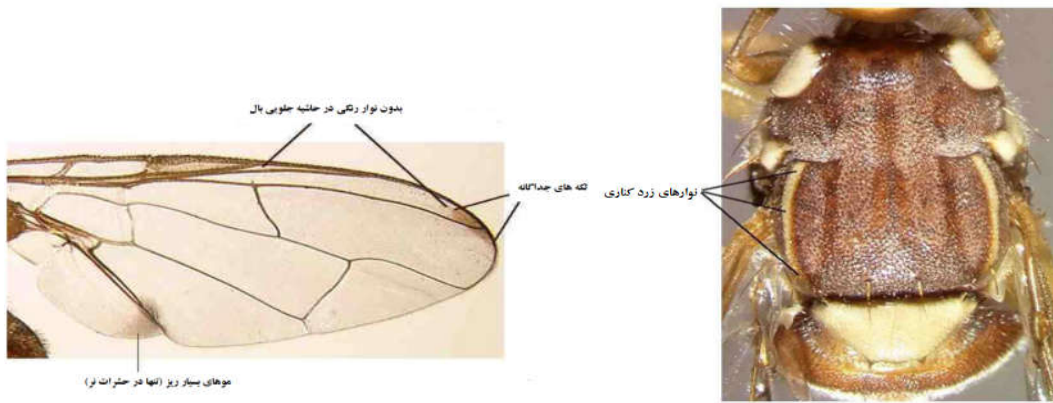 بدون نوار رنگی در حاشیه جلویی بال
لکه های جداگانه
نوارهای زرد کناری
موهای بسیار ریز (تنها در حشرات نر)